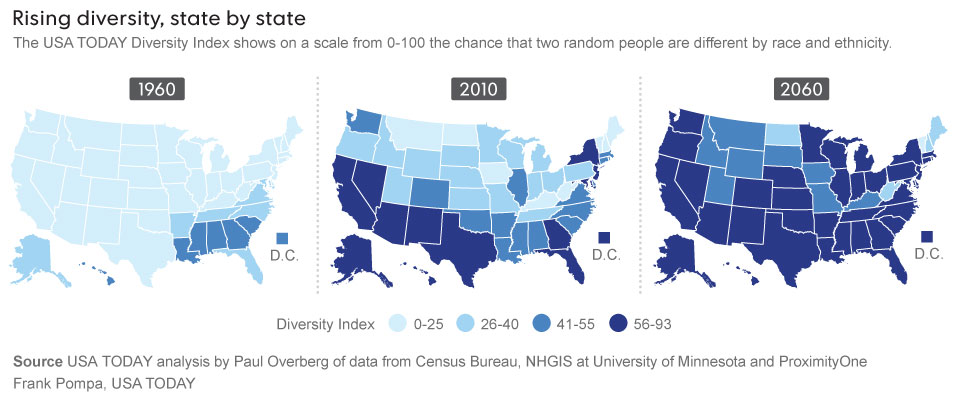 Rising diversity, state by state
The USA TODAY Diversity Index shows on a scale from 0-100 the chance that two random people are different by race and ethnicity.
1960
2010
2060
D.C.
D.C.
D.C.
Diversity Index 0-25 26-40 41-55 56-93
Source USA TODAY analysis by Paul Overberg of data from Census Bureau, NHGIS at University of Minnesota and ProximityOne
Frank Pompa, USA TODAY